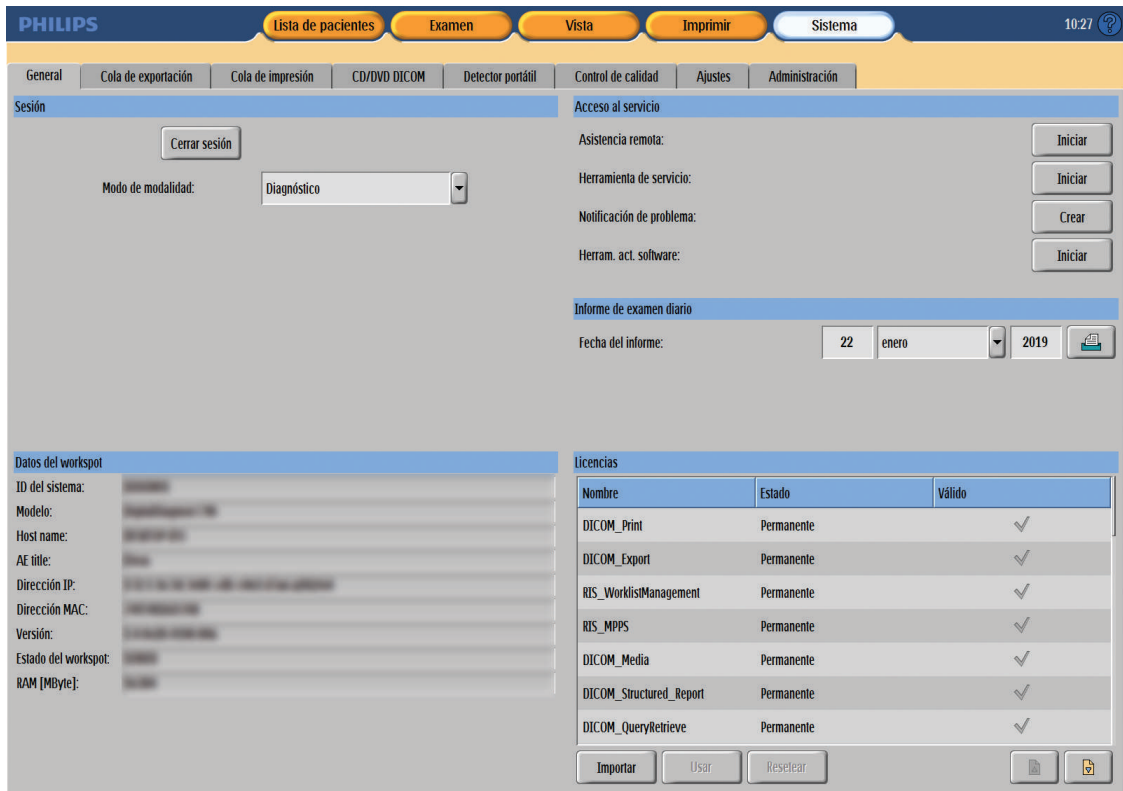 PHILIPS
Lista de pacientes
Examen
Vista
Imprimir
Sistema
10:27
?
General
Cola de exportación
Cola de impresión
CD/DVD DICOM
Detector portátil
Control de calidad
Ajustes
Administración
Sesión
Cerrar sesión
Modo de modalidad:
Diagnóstico
Acceso al servicio
Asistencia remota:
Iniciar
Herramienta de servicio:
Iniciar
Notificación de problema:
Crear
Herram. act. software:
Iniciar
Informe de examen diario
Fecha del informe:
22
enero
2019
Datos del workspot
ID del sistema:
Modelo:
Host name:
AE title:
Dirección IP:
Dirección MAC:
Versión:
Estado del workspot:
RAM [MByte]:
Licencias
Nombre Estado Válido
DICOM_Print Permanente
DICOM_Export Permanente
RIS_WorklistManagement Permanente
RIS_MPPS Permanente
DICOM_Media Permanente
DICOM_Structured_Report Permanente
DICOM_QueryRetrieve Permanente
Importar
Usar
Resetear